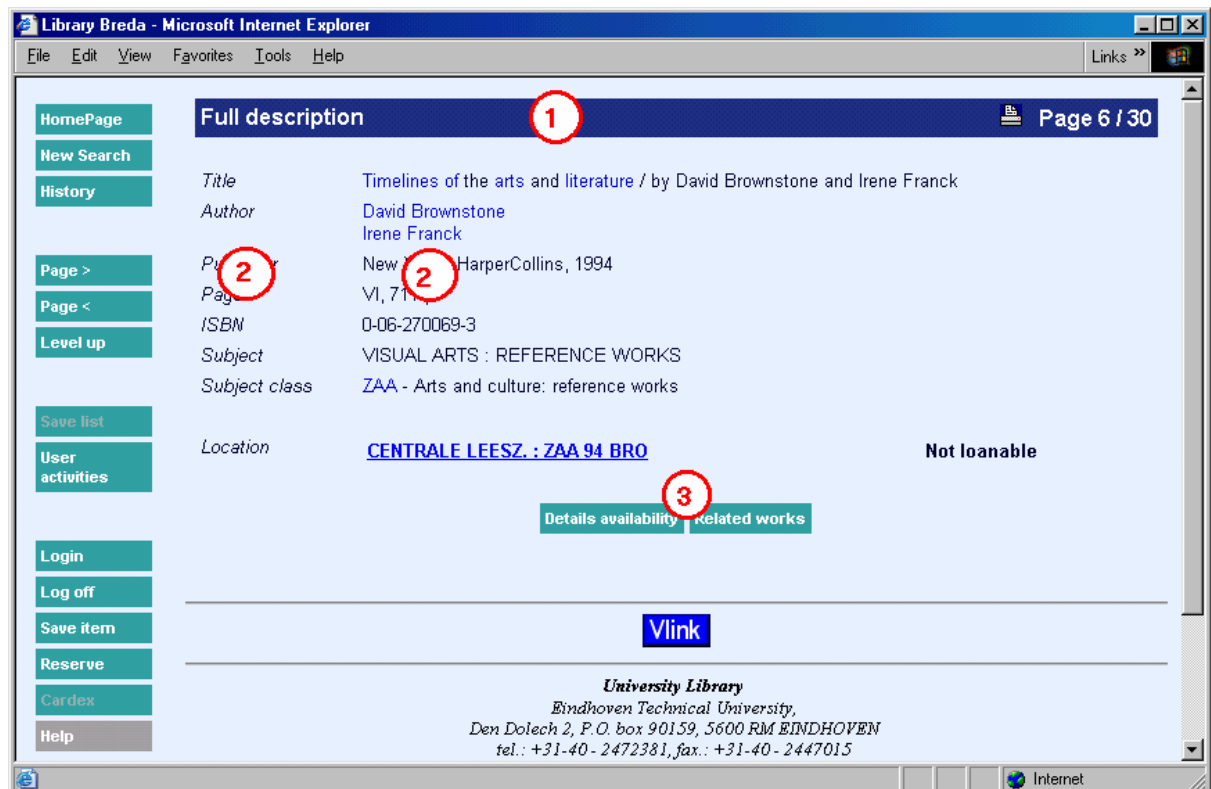 Library Breda - Microsoft Internet Explorer
File Edit View Favorites Tools Help Links »
HomePage
New Search
History
Page >
Page <
Level up
Save list
User
activities
Login
Log off
Save item
Reserve
Cardex
Help
Full description 1 Page 6 / 30
Title Timelines of the arts and literature / by David Brownstone and Irene Franck
Author David Brownstone
Irene Franck
2 New 2 HarperCollins, 1994
VI,
ISBN 0-06-270069-3
Subject VISUAL ARTS : REFERENCE WORKS
Subject class ZAA - Arts and culture: reference works
Location CENTRALE LEESZ. : ZAA 94 BRO Not loanable
3
Details availability Related works
Vlink
University Library
Eindhoven Technical University,
Den Dolech 2, P.O. box 90159, 5600 RM EINDHOVEN
tel.: +31-40 - 2472381, fax.: +31-40 - 2447015
Internet